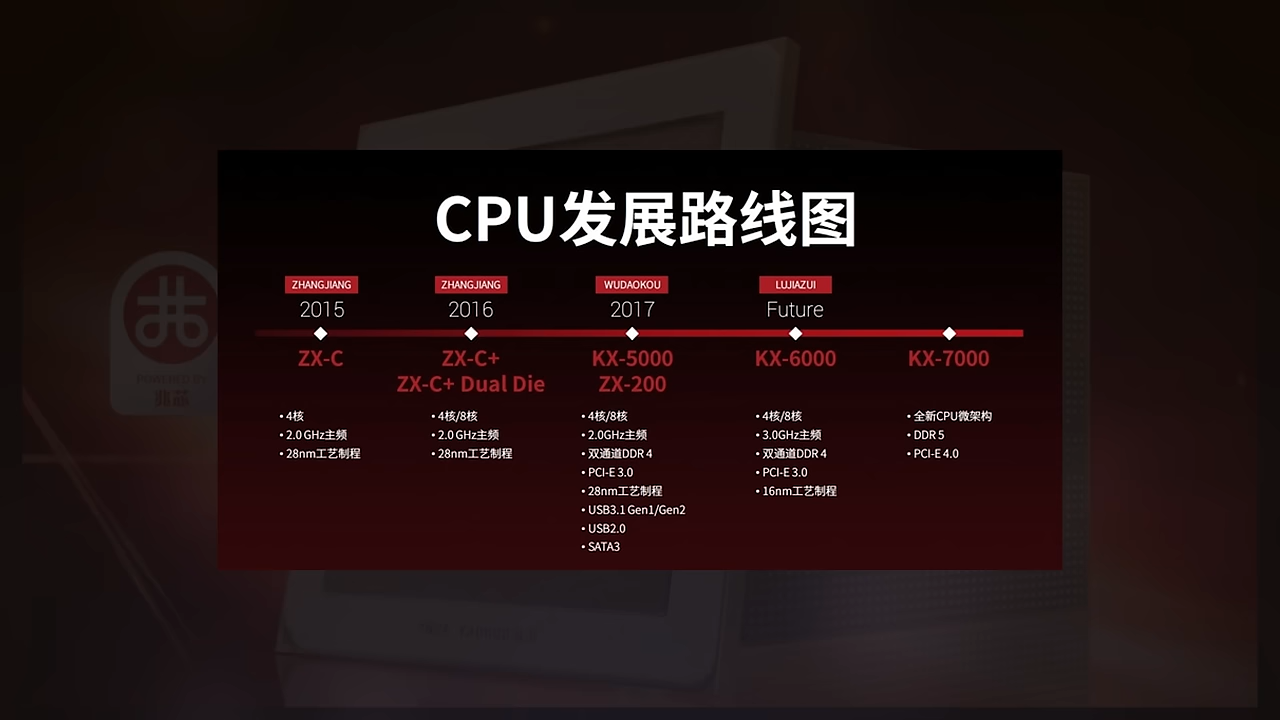 CPU发展路线图
ZHANGJIANG
2015
ZX-C
• 4核
• 2.0 GHz主频
• 28nm工艺制程
ZHANGJIANG
2016
ZX-C+
ZX-C+ Dual Die
• 4核/8核
• 2.0 GHz主频
• 28nm工艺制程
WUDAOKOU
2017
KX-5000
ZX-200
• 4核/8核
• 2.0GHz主频
• 双通道DDR 4
• PCI-E 3.0
• 28nm工艺制程
• USB3.1 Gen1/Gen2
• USB2.0
• SATA3
LUJIAZUI
Future
KX-6000
• 4核/8核
• 3.0GHz主频
• 双通道DDR 4
• PCI-E 3.0
• 16nm工艺制程
KX-7000
• 全新CPU微架构
• DDR 5
• PCI-E 4.0
POWERED BY
兆芯